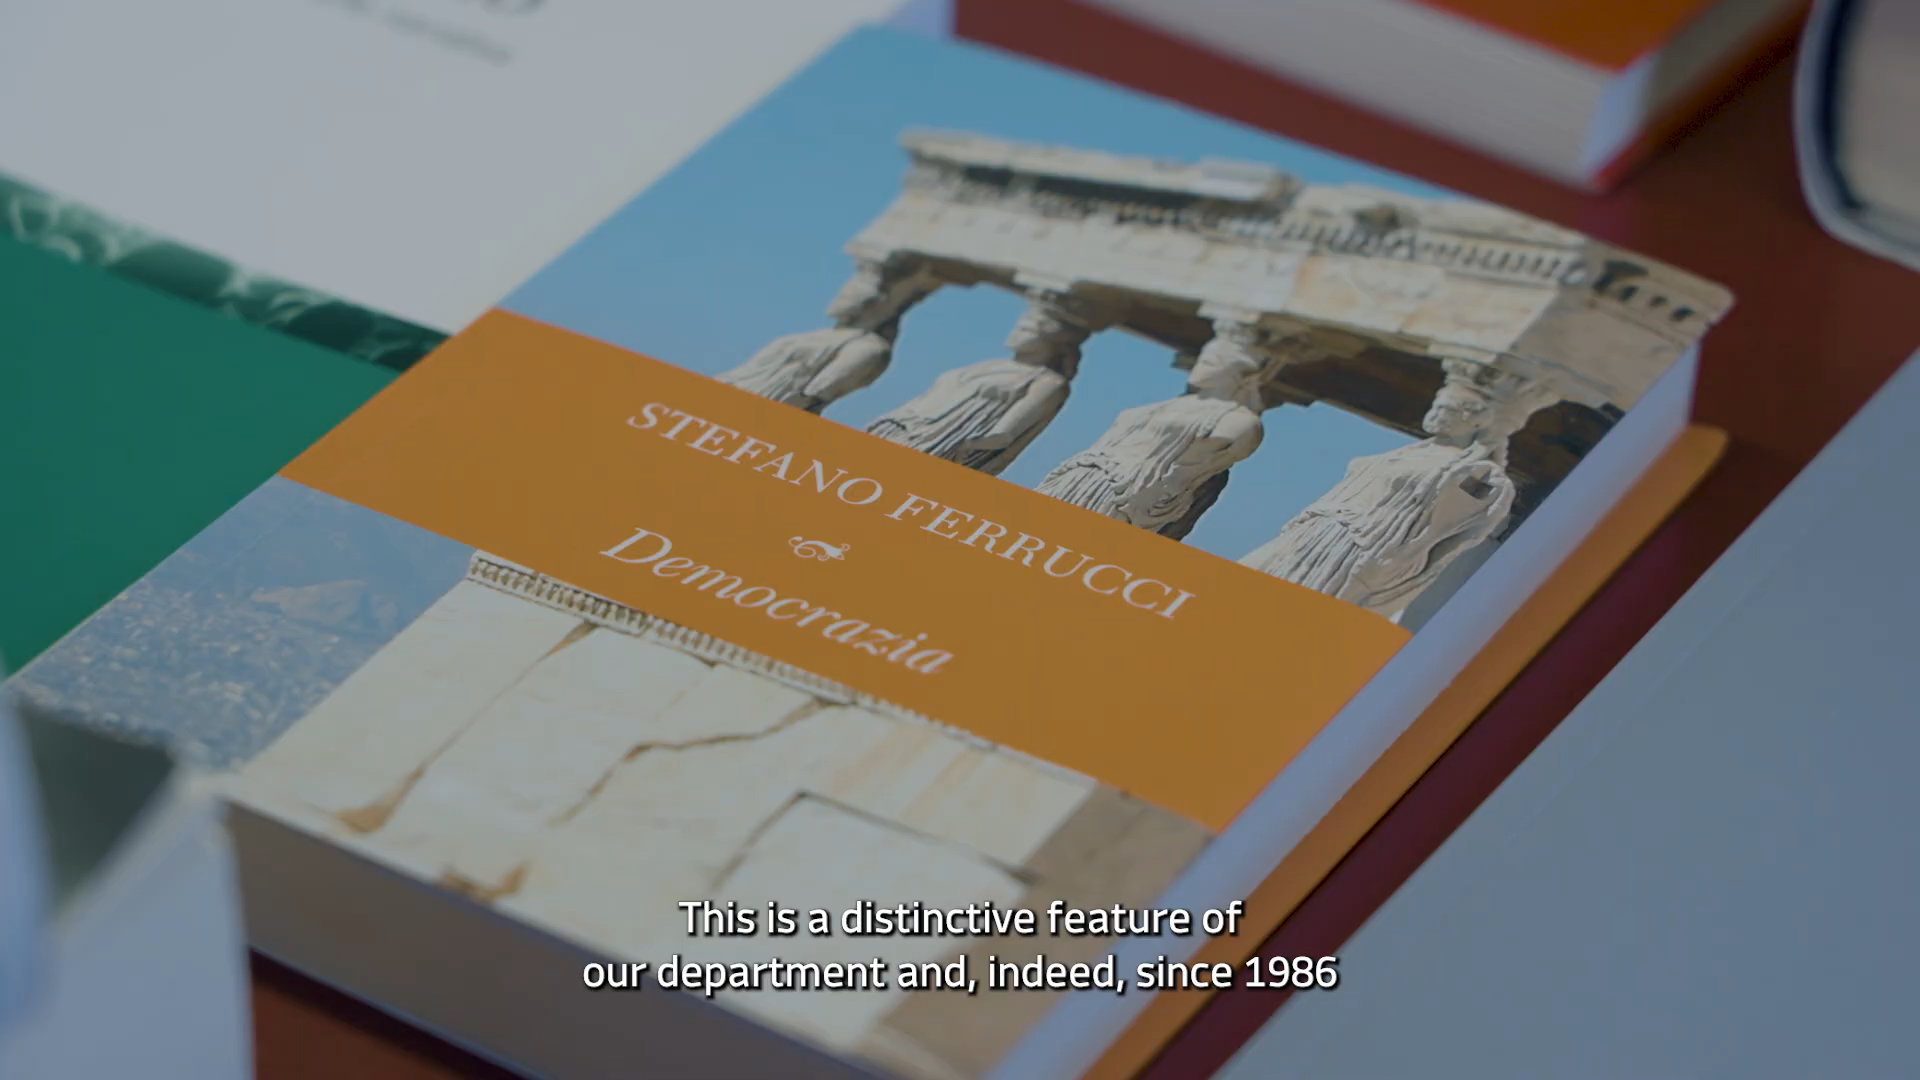 STEFANO FERRUCCI
Democrazia
This is a distinctive feature of
our department and, indeed, since 1986